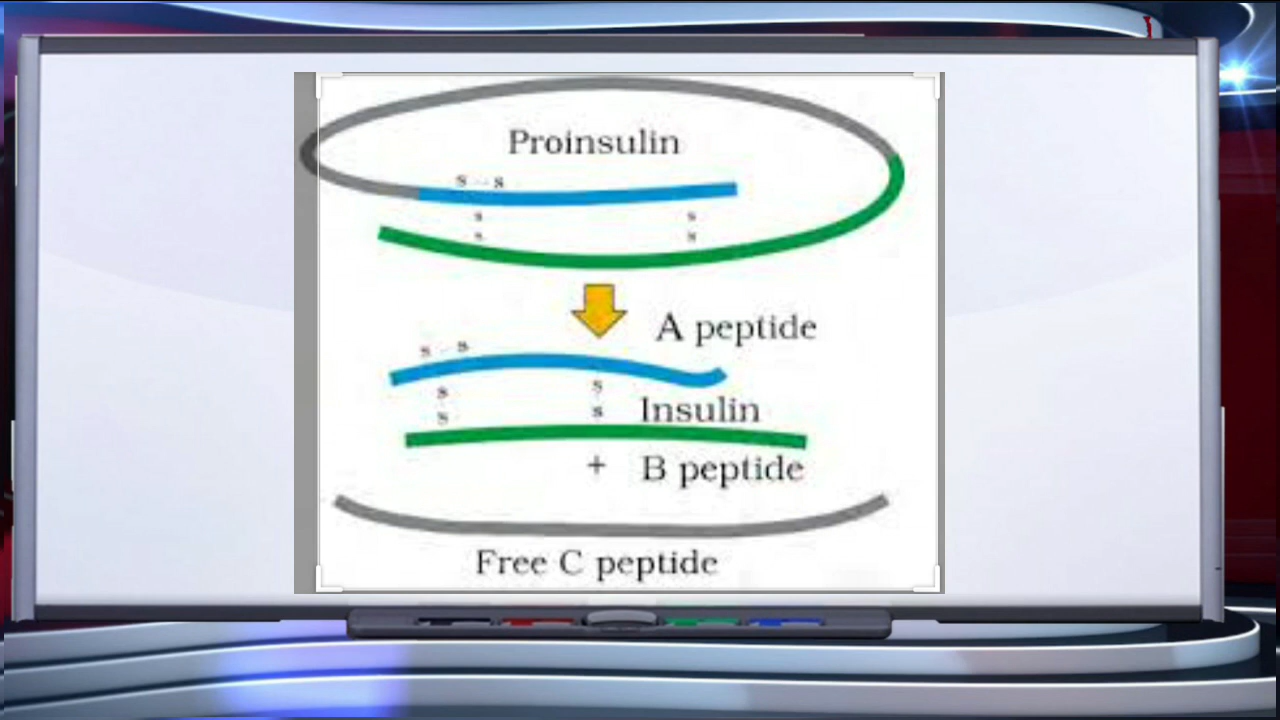 Proinsulin
s s
s s
s s
A peptide
s s
s s
s s
Insulin
+ B peptide
Free C peptide